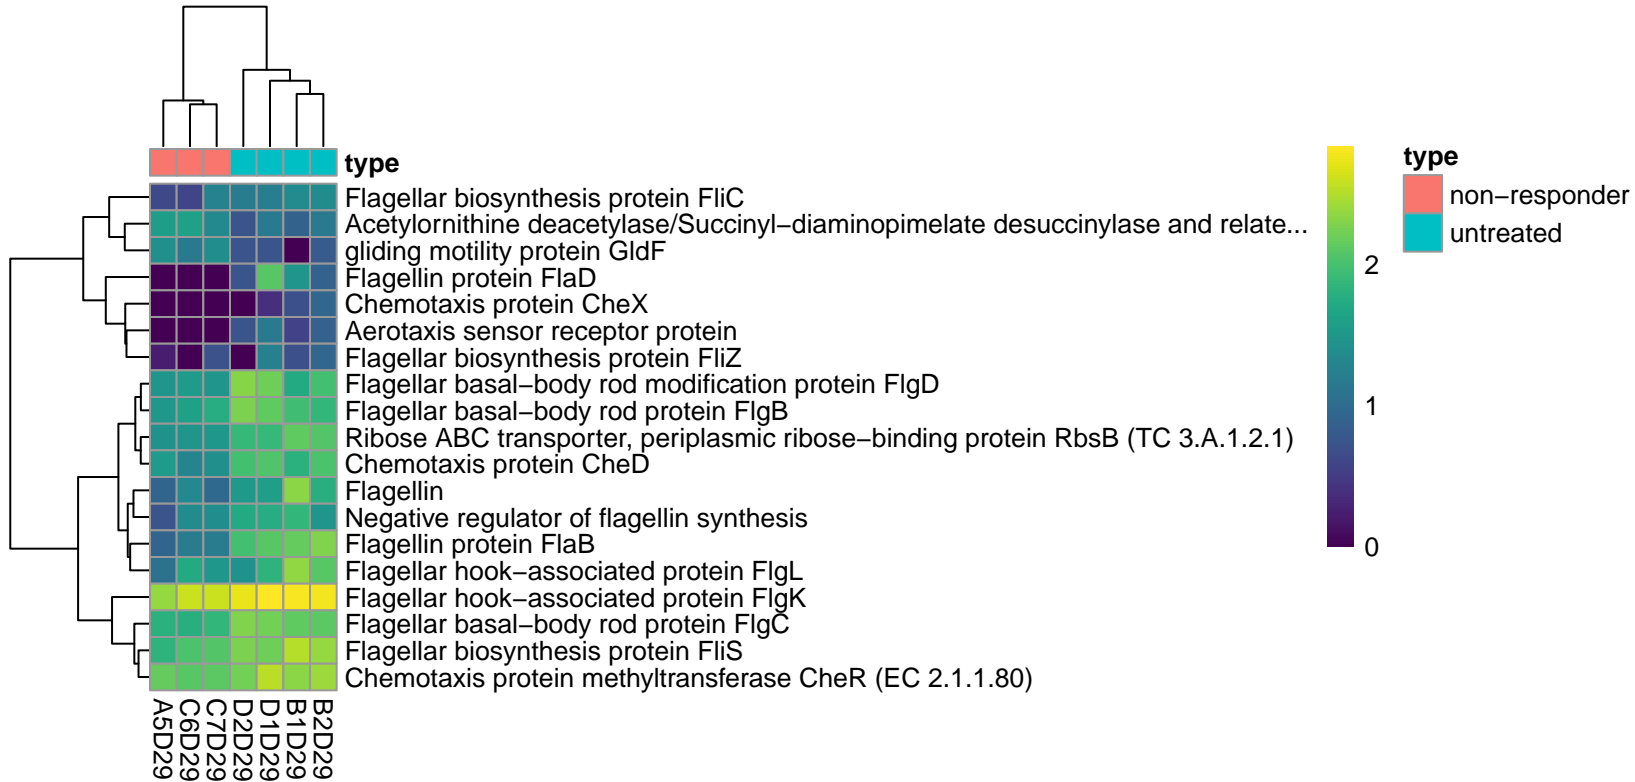 type
Flagellar biosynthesis protein FliC
Acetylornithine deacetylase/Succinyl−diaminopimelate desuccinylase and relate...
gliding motility protein GldF
Flagellin protein FlaD
Chemotaxis protein CheX
Aerotaxis sensor receptor protein
Flagellar biosynthesis protein FliZ
Flagellar basal−body rod modification protein FlgD
Flagellar basal−body rod protein FlgB
Ribose ABC transporter, periplasmic ribose−binding protein RbsB (TC 3.A.1.2.1)
Chemotaxis protein CheD
Flagellin
Negative regulator of flagellin synthesis
Flagellin protein FlaB
Flagellar hook−associated protein FlgL
Flagellar hook−associated protein FlgK
Flagellar basal−body rod protein FlgC
Flagellar biosynthesis protein FliS
Chemotaxis protein methyltransferase CheR (EC 2.1.1.80)
A5D29
C6D29
C7D29
D2D29
D1D29
B1D29
B2D29
2
1
0
type
non−responder
untreated